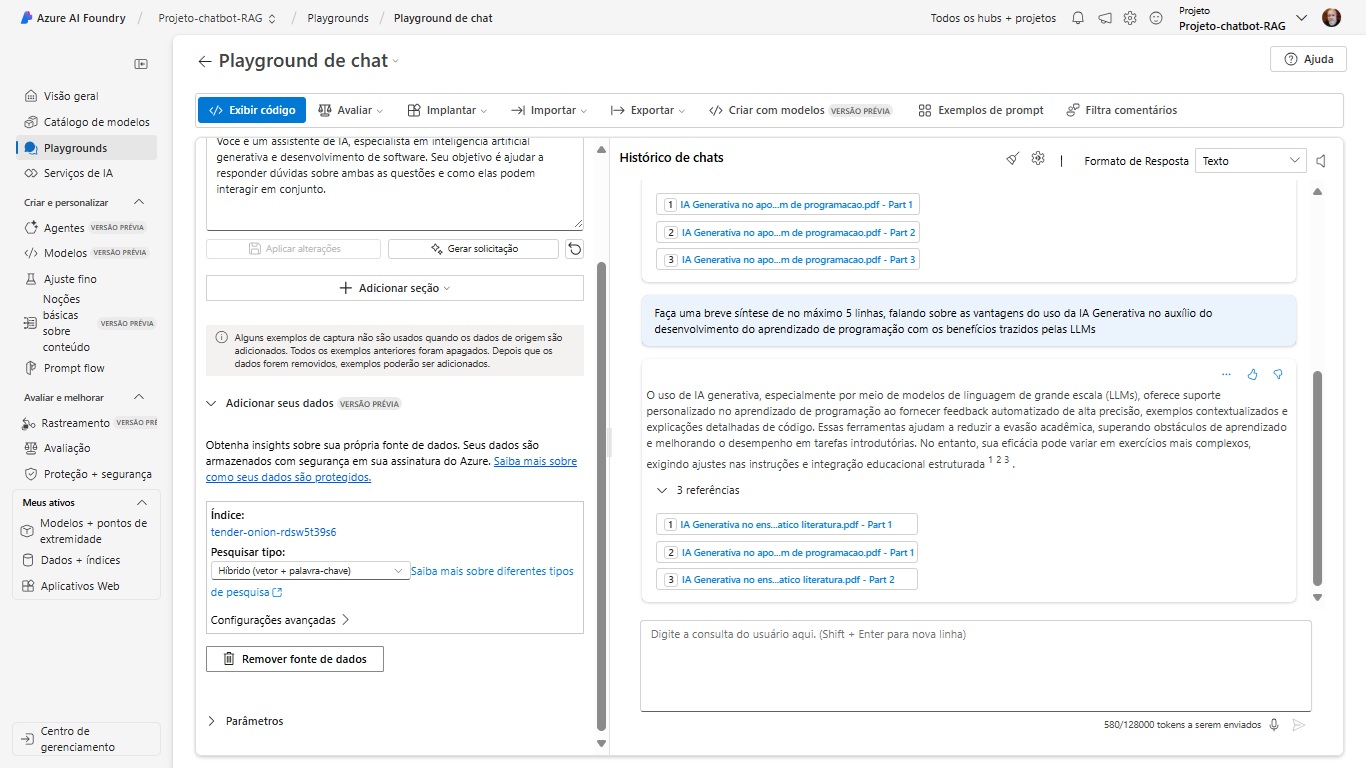 Azure AI Foundry / Projeto-chatbot-RAG / Playgrounds / Playground de chat
Todos os hubs + projetos
Projeto
Projeto-chatbot-RAG
Visão geral
Catálogo de modelos
Playgrounds
Serviços de IA
Criar e personalizar
Agentes VERSÃO PRÉVIA
Modelos VERSÃO PRÉVIA
Ajuste fino
Noções
básicas
sobre
conteúdo
VERSÃO PRÉVIA
Prompt flow
Avaliar e melhorar
Rastreamento VERSÃO PRÉ
Avaliação
Proteção + segurança
Meus ativos
Modelos + pontos de
extremidade
Dados + índices
Aplicativos Web
Centro de
gerenciamento
Playground de chat
Ajuda
Exibir código
Avaliar
Implantar
Importar
Exportar
Criar com modelos VERSÃO PRÉVIA
Exemplos de prompt
Filtra comentários
Você é um assistente de IA, especialista em inteligência artificial
generativa e desenvolvimento de software. Seu objetivo é ajudar a
responder dúvidas sobre ambas as questões e como elas podem
interagir em conjunto.
Aplicar alterações
Gerar solicitação
Adicionar seção
Alguns exemplos de captura não são usados quando os dados de origem são
adicionados. Todos os exemplos anteriores foram apagados. Depois que os
dados forem removidos, exemplos poderão ser adicionados.
Adicionar seus dados VERSÃO PRÉVIA
Obtenha insights sobre sua própria fonte de dados. Seus dados são
armazenados com segurança em sua assinatura do Azure. Saiba mais sobre
como seus dados são protegidos.
Índice:
tender-onion-rdsw5t39s6
Pesquisar tipo:
Híbrido (vetor + palavra-chave) Saiba mais sobre diferentes tipos
de pesquisa
Configurações avançadas
Remover fonte de dados
Parâmetros
Histórico de chats
Formato de Resposta
Texto
1 IA Generativa no apo...m de programacao.pdf - Part 1
2 IA Generativa no apo...m de programacao.pdf - Part 2
3 IA Generativa no apo...m de programacao.pdf - Part 3
Faça uma breve síntese de no máximo 5 linhas, falando sobre as vantagens do uso da IA Generativa no auxílio do
desenvolvimento do aprendizado de programação com os benefícios trazidos pelas LLMs
O uso de IA generativa, especialmente por meio de modelos de linguagem de grande escala (LLMs), oferece suporte
personalizado no aprendizado de programação ao fornecer feedback automatizado de alta precisão, exemplos contextualizados e
explicações detalhadas de código. Essas ferramentas ajudam a reduzir a evasão acadêmica, superando obstáculos de aprendizado
e melhorando o desempenho em tarefas introdutórias. No entanto, sua eficácia pode variar em exercícios mais complexos,
exigindo ajustes nas instruções e integração educacional estruturada 1 2 3 .
3 referências
1 IA Generativa no ens...atico literatura.pdf - Part 1
2 IA Generativa no apo...m de programacao.pdf - Part 1
3 IA Generativa no ens...atico literatura.pdf - Part 2
Digite a consulta do usuário aqui. (Shift + Enter para nova linha)
580/128000 tokens a serem enviados